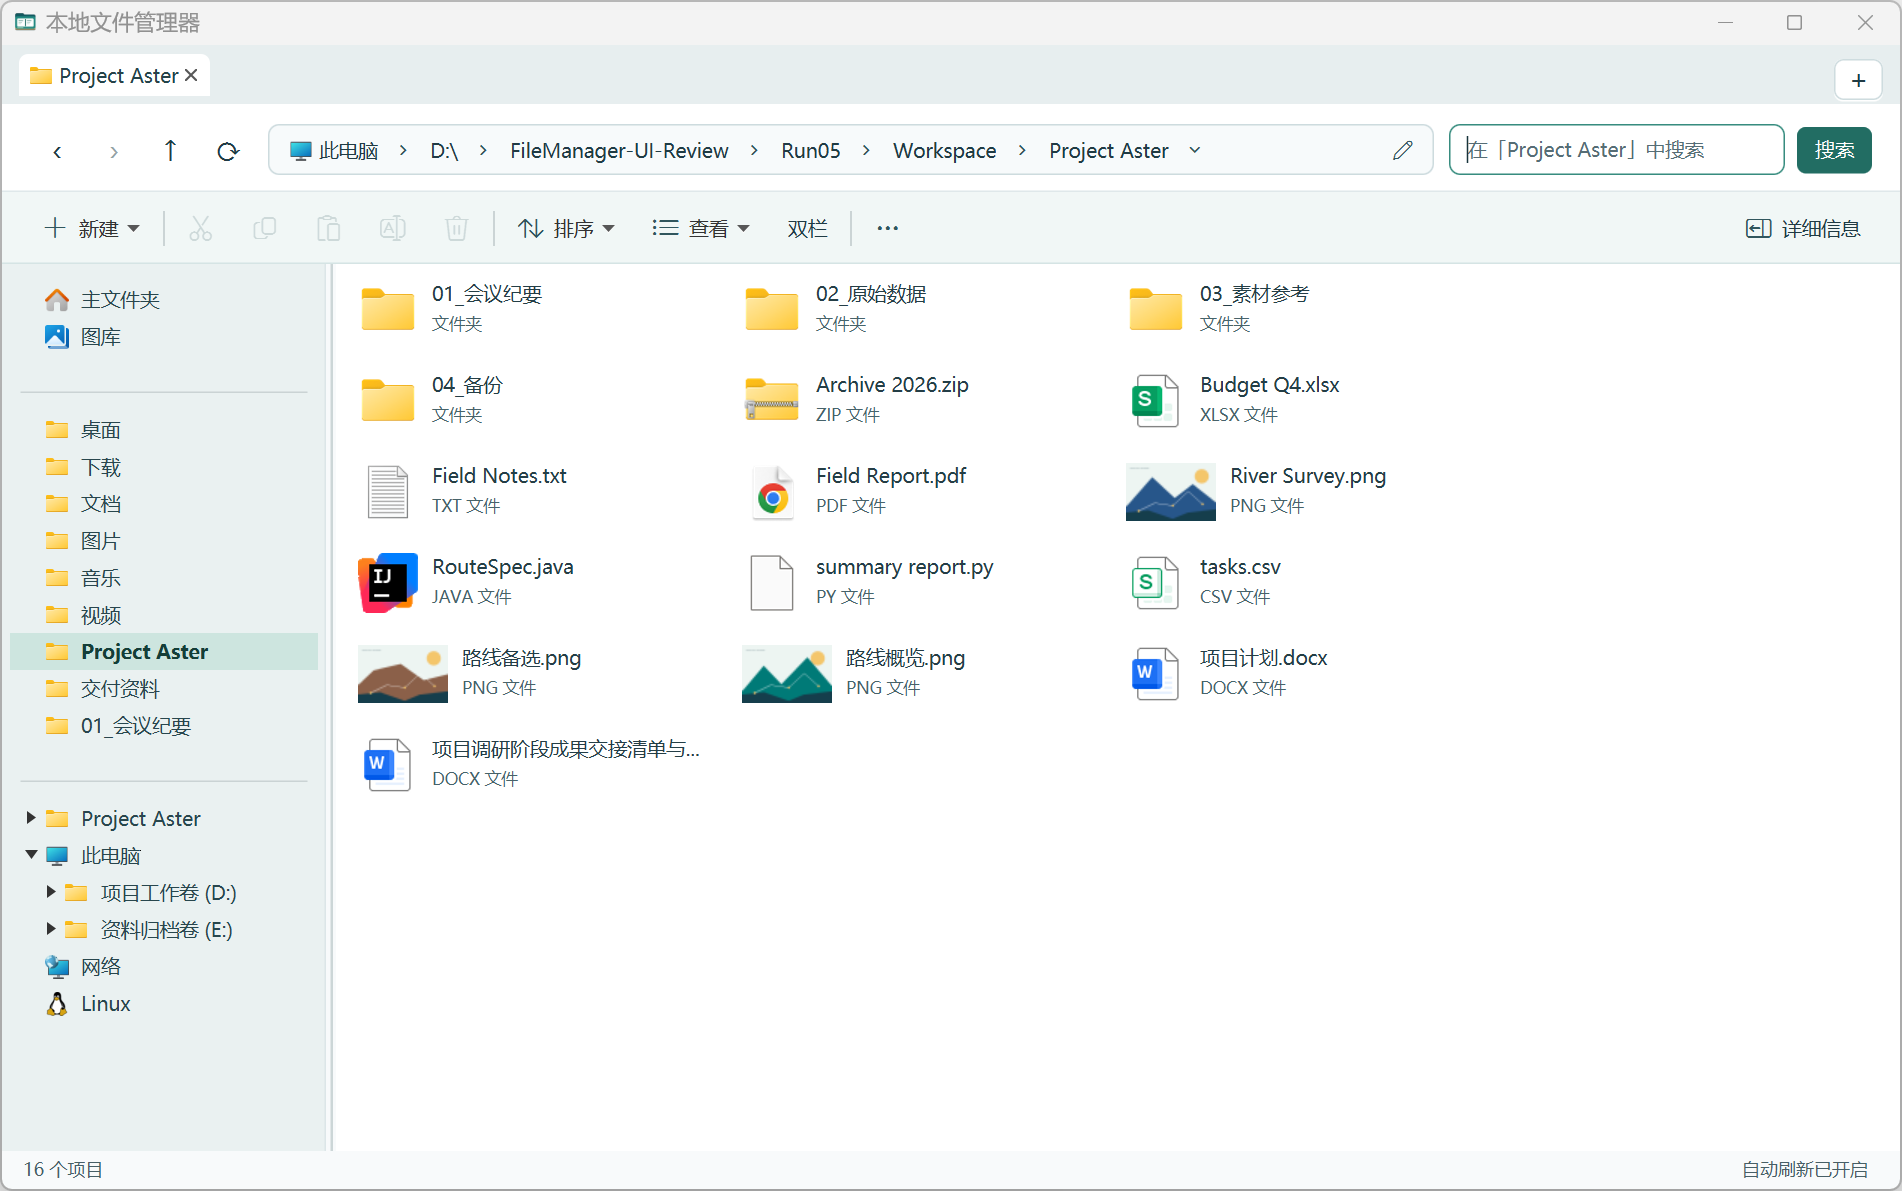 本地文件管理器
Project Aster
此电脑 D:\ FileManager-UI-Review Run05 Workspace Project Aster
在「Project Aster」中搜索
搜索
新建
排序
查看
双栏
详细信息
主文件夹
图库
桌面
下载
文档
图片
音乐
视频
Project Aster
交付资料
01_会议纪要
Project Aster
此电脑
项目工作卷 (D:)
资料归档卷 (E:)
网络
Linux
01_会议纪要
文件夹
02_原始数据
文件夹
03_素材参考
文件夹
04_备份
文件夹
Archive 2026.zip
ZIP 文件
Budget Q4.xlsx
XLSX 文件
Field Notes.txt
TXT 文件
Field Report.pdf
PDF 文件
River Survey.png
PNG 文件
RouteSpec.java
JAVA 文件
summary report.py
PY 文件
tasks.csv
CSV 文件
路线备选.png
PNG 文件
路线概览.png
PNG 文件
项目计划.docx
DOCX 文件
项目调研阶段成果交接清单与...
DOCX 文件
16 个项目
自动刷新已开启